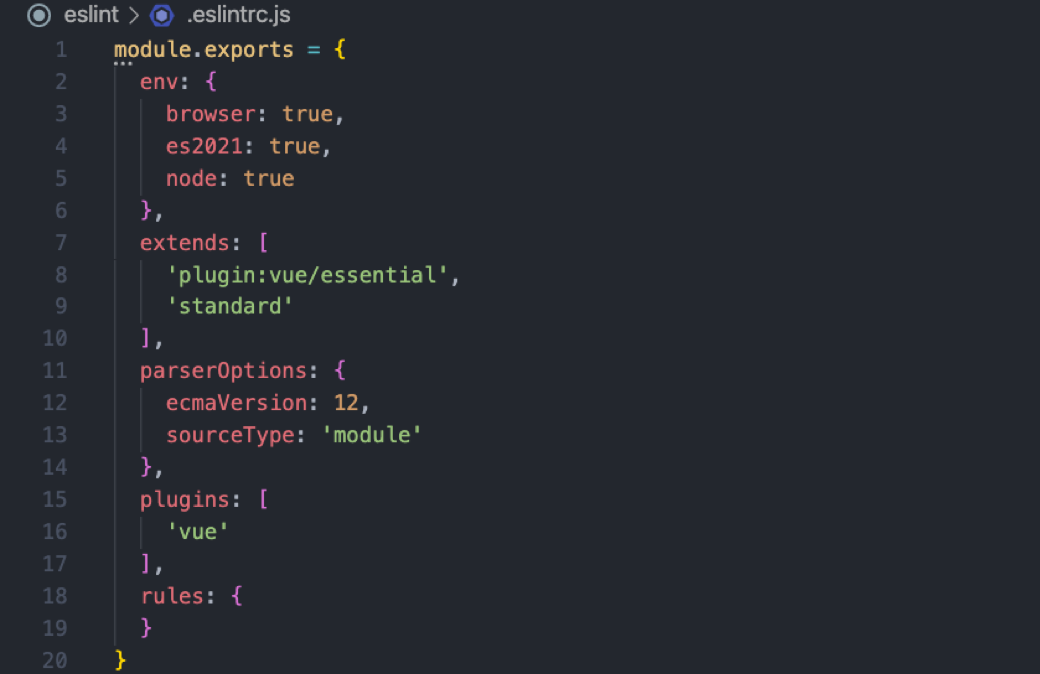 eslint > .eslintrc.js
1 module.exports = {
2 env: {
3 browser: true,
4 es2021: true,
5 node: true
6 },
7 extends: [
8 'plugin:vue/essential',
9 'standard'
10 ],
11 parserOptions: {
12 ecmaVersion: 12,
13 sourceType: 'module'
14 },
15 plugins: [
16 'vue'
17 ],
18 rules: {
19 }
20 }